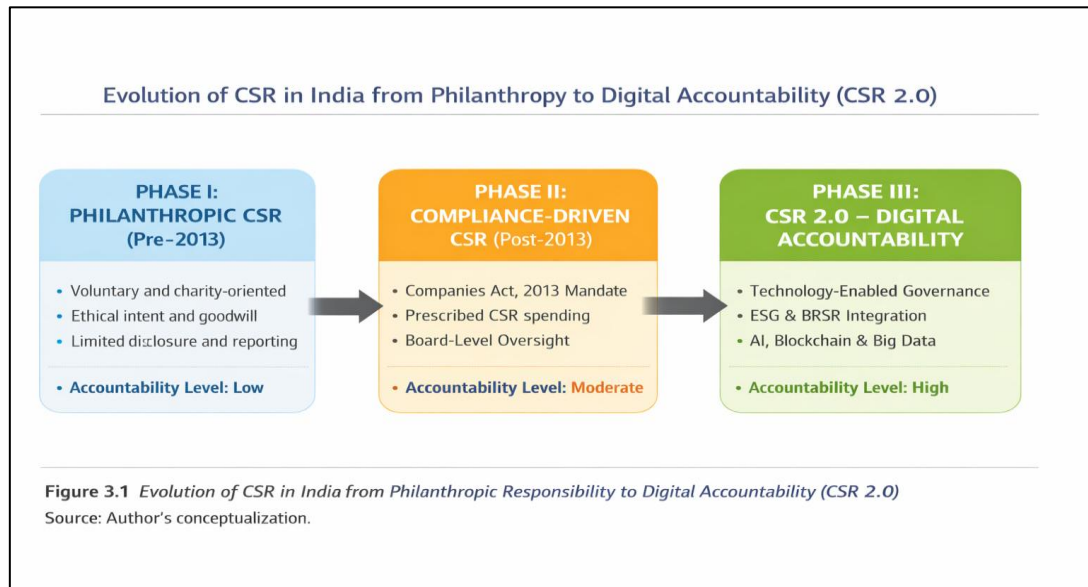 Evolution of CSR in India from Philanthropy to Digital Accountability (CSR 2.0)
PHASE I:
PHILANTHROPIC CSR
(Pre-2013)
• Voluntary and charity-oriented
• Ethical intent and goodwill
• Limited disclosure and reporting
• Accountability Level: Low
PHASE II:
COMPLIANCE-DRIVEN
CSR (Post-2013)
• Companies Act, 2013 Mandate
• Prescribed CSR spending
• Board-Level Oversight
• Accountability Level: Moderate
PHASE III:
CSR 2.0 – DIGITAL
ACCOUNTABILITY
• Technology-Enabled Governance
• ESG & BRSR Integration
• AI, Blockchain & Big Data
• Accountability Level: High
Figure 3.1 Evolution of CSR in India from Philanthropic Responsibility to Digital Accountability (CSR 2.0)
Source: Author's conceptualization.